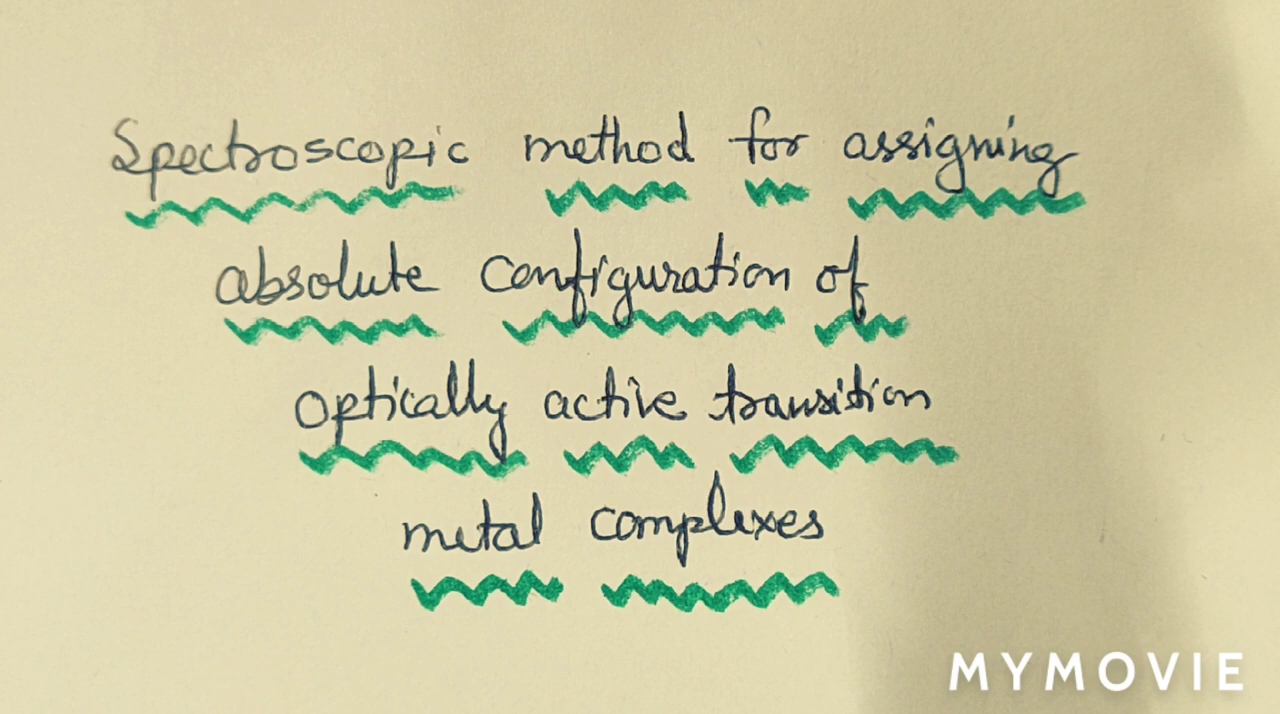 Spectroscopic method for assigning
absolute configuration of
optically active transition
metal complexes
MYMOVIE